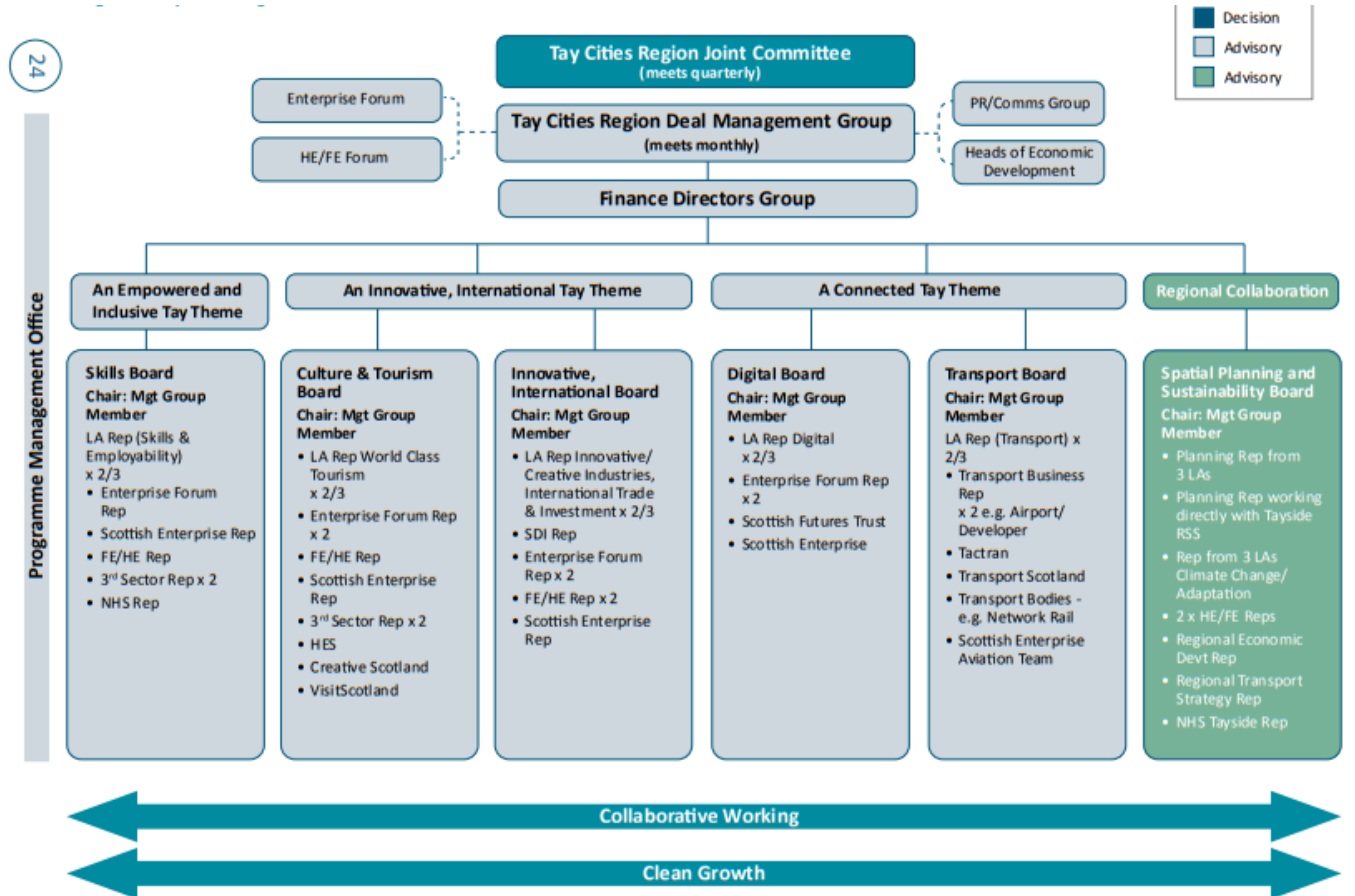 Decision
Advisory
Advisory
24
Programme Management Office
Tay Cities Region Joint Committee
(meets quarterly)
Enterprise Forum
HE/FE Forum
Tay Cities Region Deal Management Group
(meets monthly)
PR/Comms Group
Heads of Economic
Development
Finance Directors Group
An Empowered and
Inclusive Tay Theme
An Innovative, International Tay Theme
A Connected Tay Theme
Regional Collaboration
Skills Board
Chair: Mgt Group
Member
LA Rep (Skills &
Employability)
x 2/3
• Enterprise Forum
Rep
• Scottish Enterprise Rep
• FE/HE Rep
• 3rd Sector Rep x 2
• NHS Rep
Culture & Tourism
Board
Chair: Mgt Group
Member
• LA Rep World Class
Tourism
x 2/3
• Enterprise Forum Rep
x 2
• FE/HE Rep
• Scottish Enterprise
Rep
• 3rd Sector Rep x 2
• HES
• Creative Scotland
• VisitScotland
Innovative,
International Board
Chair: Mgt Group
Member
• LA Rep Innovative/
Creative Industries,
International Trade
& Investment x 2/3
• SDI Rep
• Enterprise Forum
Rep x 2
• FE/HE Rep x 2
• Scottish Enterprise
Rep
Digital Board
Chair: Mgt Group
Member
• LA Rep Digital
x 2/3
• Enterprise Forum Rep
x 2
• Scottish Futures Trust
• Scottish Enterprise
Transport Board
Chair: Mgt Group
Member
LA Rep (Transport) x
2/3
• Transport Business
Rep
x 2 e.g. Airport/
Developer
• Tactran
• Transport Scotland
• Transport Bodies -
e.g. Network Rail
• Scottish Enterprise
Aviation Team
Spatial Planning and
Sustainability Board
Chair: Mgt Group
Member
• Planning Rep from
3 LAs
• Planning Rep working
directly with Tayside
RSS
• Rep from 3 LAs
Climate Change/
Adaptation
• 2 x HE/FE Reps
• Regional Economic
Devt Rep
• Regional Transport
Strategy Rep
• NHS Tayside Rep
Collaborative Working
Clean Growth